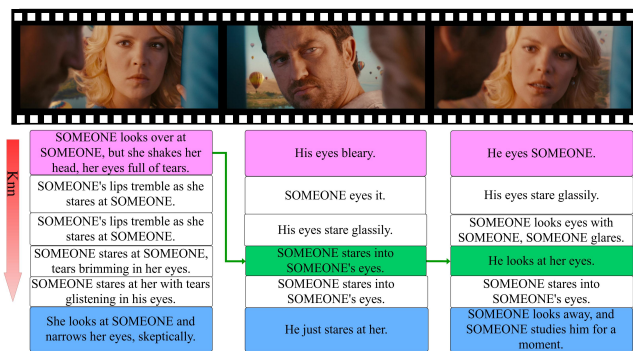 Knn
SOMEONE looks over at
SOMEONE, but she shakes her
head, her eyes full of tears.
SOMEONE's lips tremble as she
stares at SOMEONE.
SOMEONE's lips tremble as she
stares at SOMEONE.
SOMEONE stares at SOMEONE,
tears brimming in her eyes.
SOMEONE stares at her with tears
glistening in his eyes.
She looks at SOMEONE and
narrows her eyes, skeptically.
His eyes bleary.
SOMEONE eyes it.
His eyes stare glassily.
SOMEONE stares into
SOMEONE's eyes.
SOMEONE stares into
SOMEONE's eyes.
He just stares at her.
He eyes SOMEONE.
His eyes stare glassily.
SOMEONE looks eyes with
SOMEONE, SOMEONE glares.
He looks at her eyes.
SOMEONE stares into
SOMEONE's eyes.
SOMEONE looks away, and
SOMEONE studies him for a
moment.